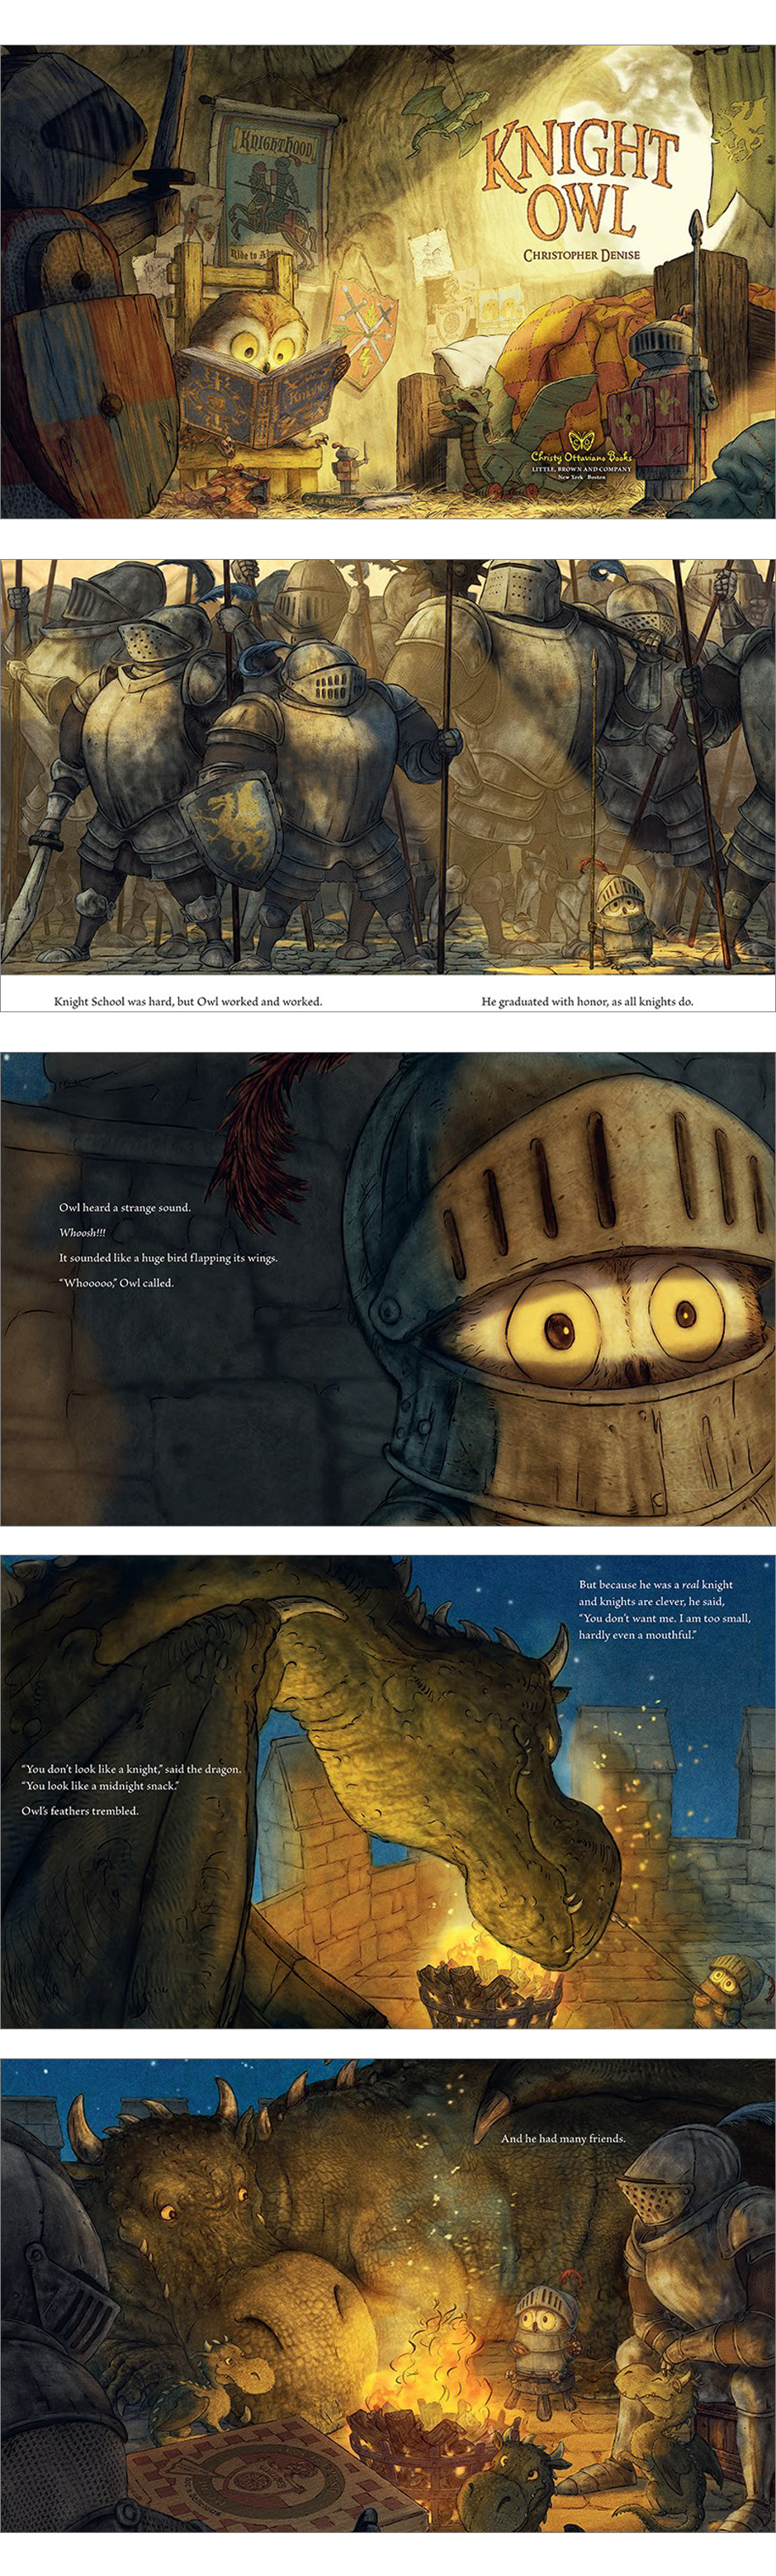 KNIGHTHOOD
KNIGHT
OWL
CHRISTOPHER DENISE
Knights
Christy Ottaviano Books
LITTLE, BROWN AND COMPANY
New York Boston
Knight School was hard, but Owl worked and worked.
He graduated with honor, as all knights do.
Owl heard a strange sound.
Whoosh!!!
It sounded like a huge bird flapping its wings.
“Whooooo,” Owl called.
But because he was a real knight
and knights are clever, he said,
“You don’t want me. I am too small,
hardly even a mouthful.”
“You don’t look like a knight,” said the dragon.
“You look like a midnight snack.”
Owl’s feathers trembled.
And he had many friends.